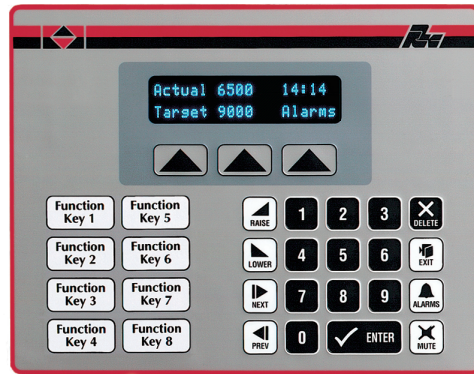 Actual 6500 14:14
Target 9000 Alarms
Function Key 1
Function Key 5
Function Key 2
Function Key 6
Function Key 3
Function Key 7
Function Key 4
Function Key 8
RAISE
1
2
3
DELETE
LOWER
4
5
6
EXIT
NEXT
7
8
9
ALARMS
PREV
0
ENTER
MUTE